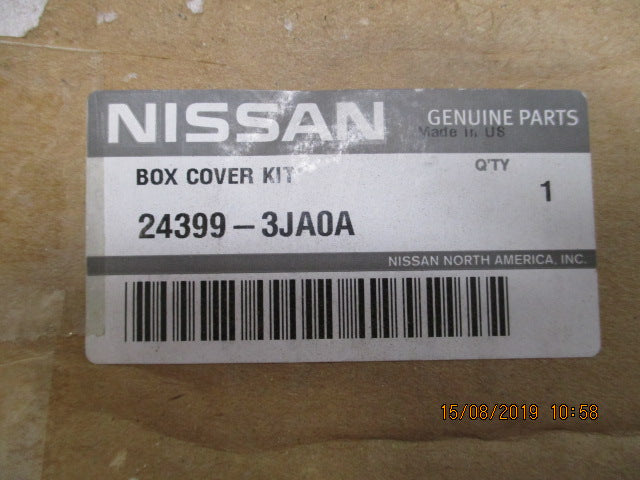 NISSAN GENUINE PARTS
Made in US
BOX COVER KIT Q'TY
24399-3JA0A 1
NISSAN NORTH AMERICA, INC.
15/08/2019 10:58